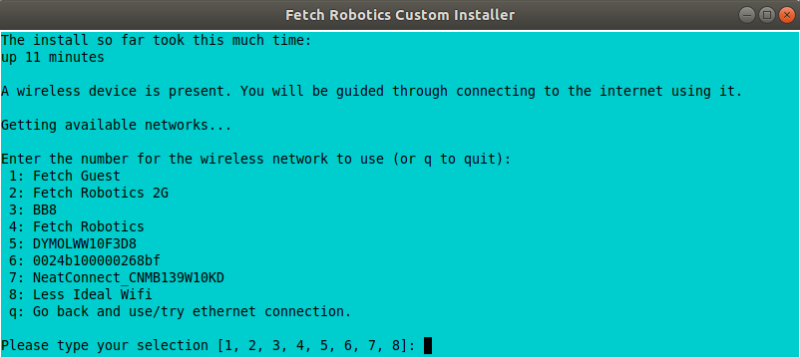 Fetch Robotics Custom Installer
The install so far took this much time:
up 11 minutes
A wireless device is present. You will be guided through connecting to the internet using it.
Getting available networks...
Enter the number for the wireless network to use (or q to quit):
1: Fetch Guest
2: Fetch Robotics 2G
3: BB8
4: Fetch Robotics
5: DYMOLWW10F3D8
6: 0024b100000268bf
7: NeatConnect_CNMB139W10KD
8: Less Ideal Wifi
q: Go back and use/try ethernet connection.
Please type your selection [1, 2, 3, 4, 5, 6, 7, 8]: